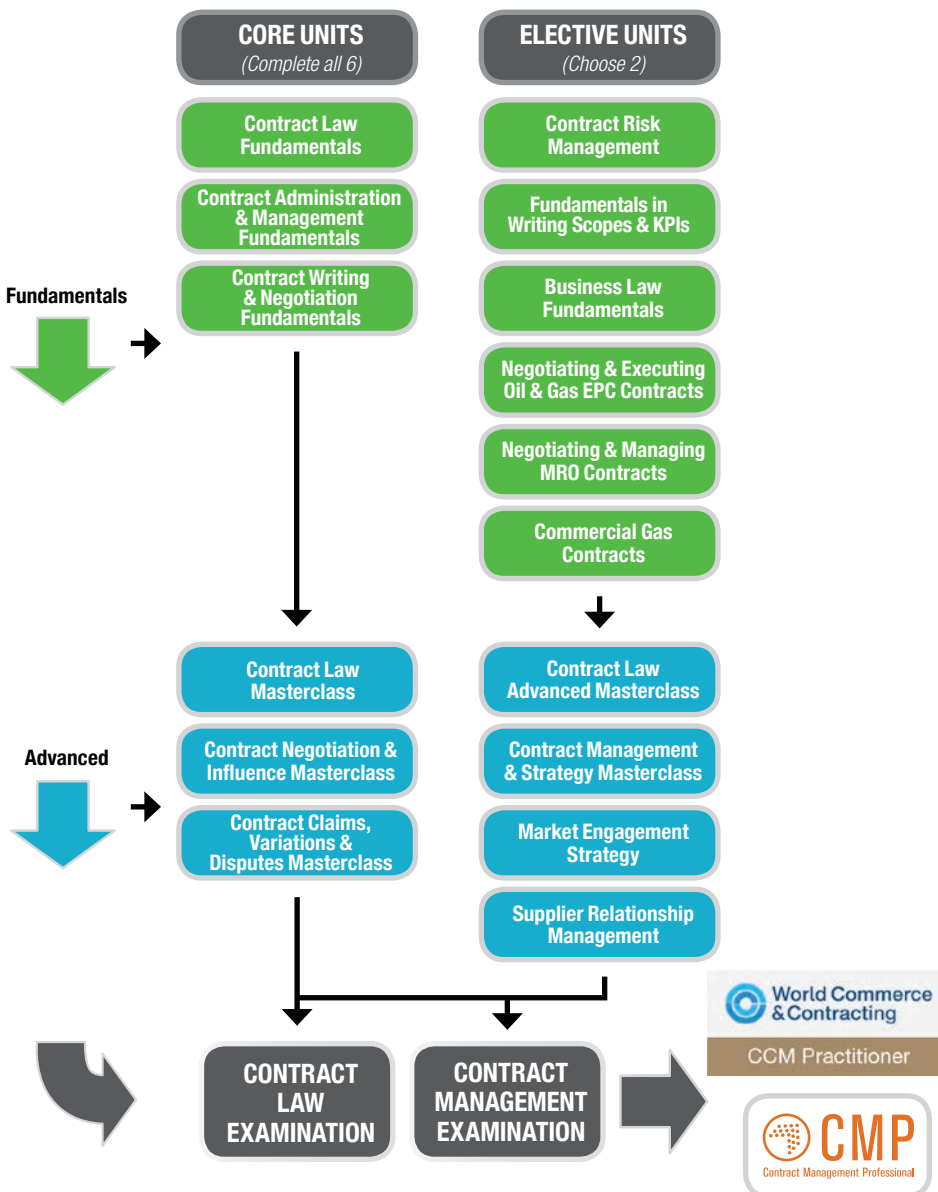 CORE UNITS
(Complete all 6)
ELECTIVE UNITS
(Choose 2)
Contract Law
Fundamentals
Contract Risk
Management
Contract Administration
& Management
Fundamentals
Fundamentals in
Writing Scopes & KPIs
Fundamentals
Contract Writing
& Negotiation
Fundamentals
Business Law
Fundamentals
Negotiating & Executing
Oil & Gas EPC Contracts
Negotiating & Managing
MRO Contracts
Commercial Gas
Contracts
Contract Law
Masterclass
Contract Law
Advanced Masterclass
Advanced
Contract Negotiation &
Influence Masterclass
Contract Management
& Strategy Masterclass
Contract Claims,
Variations &
Disputes Masterclass
Market Engagement
Strategy
Supplier Relationship
Management
CONTRACT
LAW
EXAMINATION
CONTRACT
MANAGEMENT
EXAMINATION
World Commerce
& Contracting
CCM Practitioner
CMP
Contract Management Professional